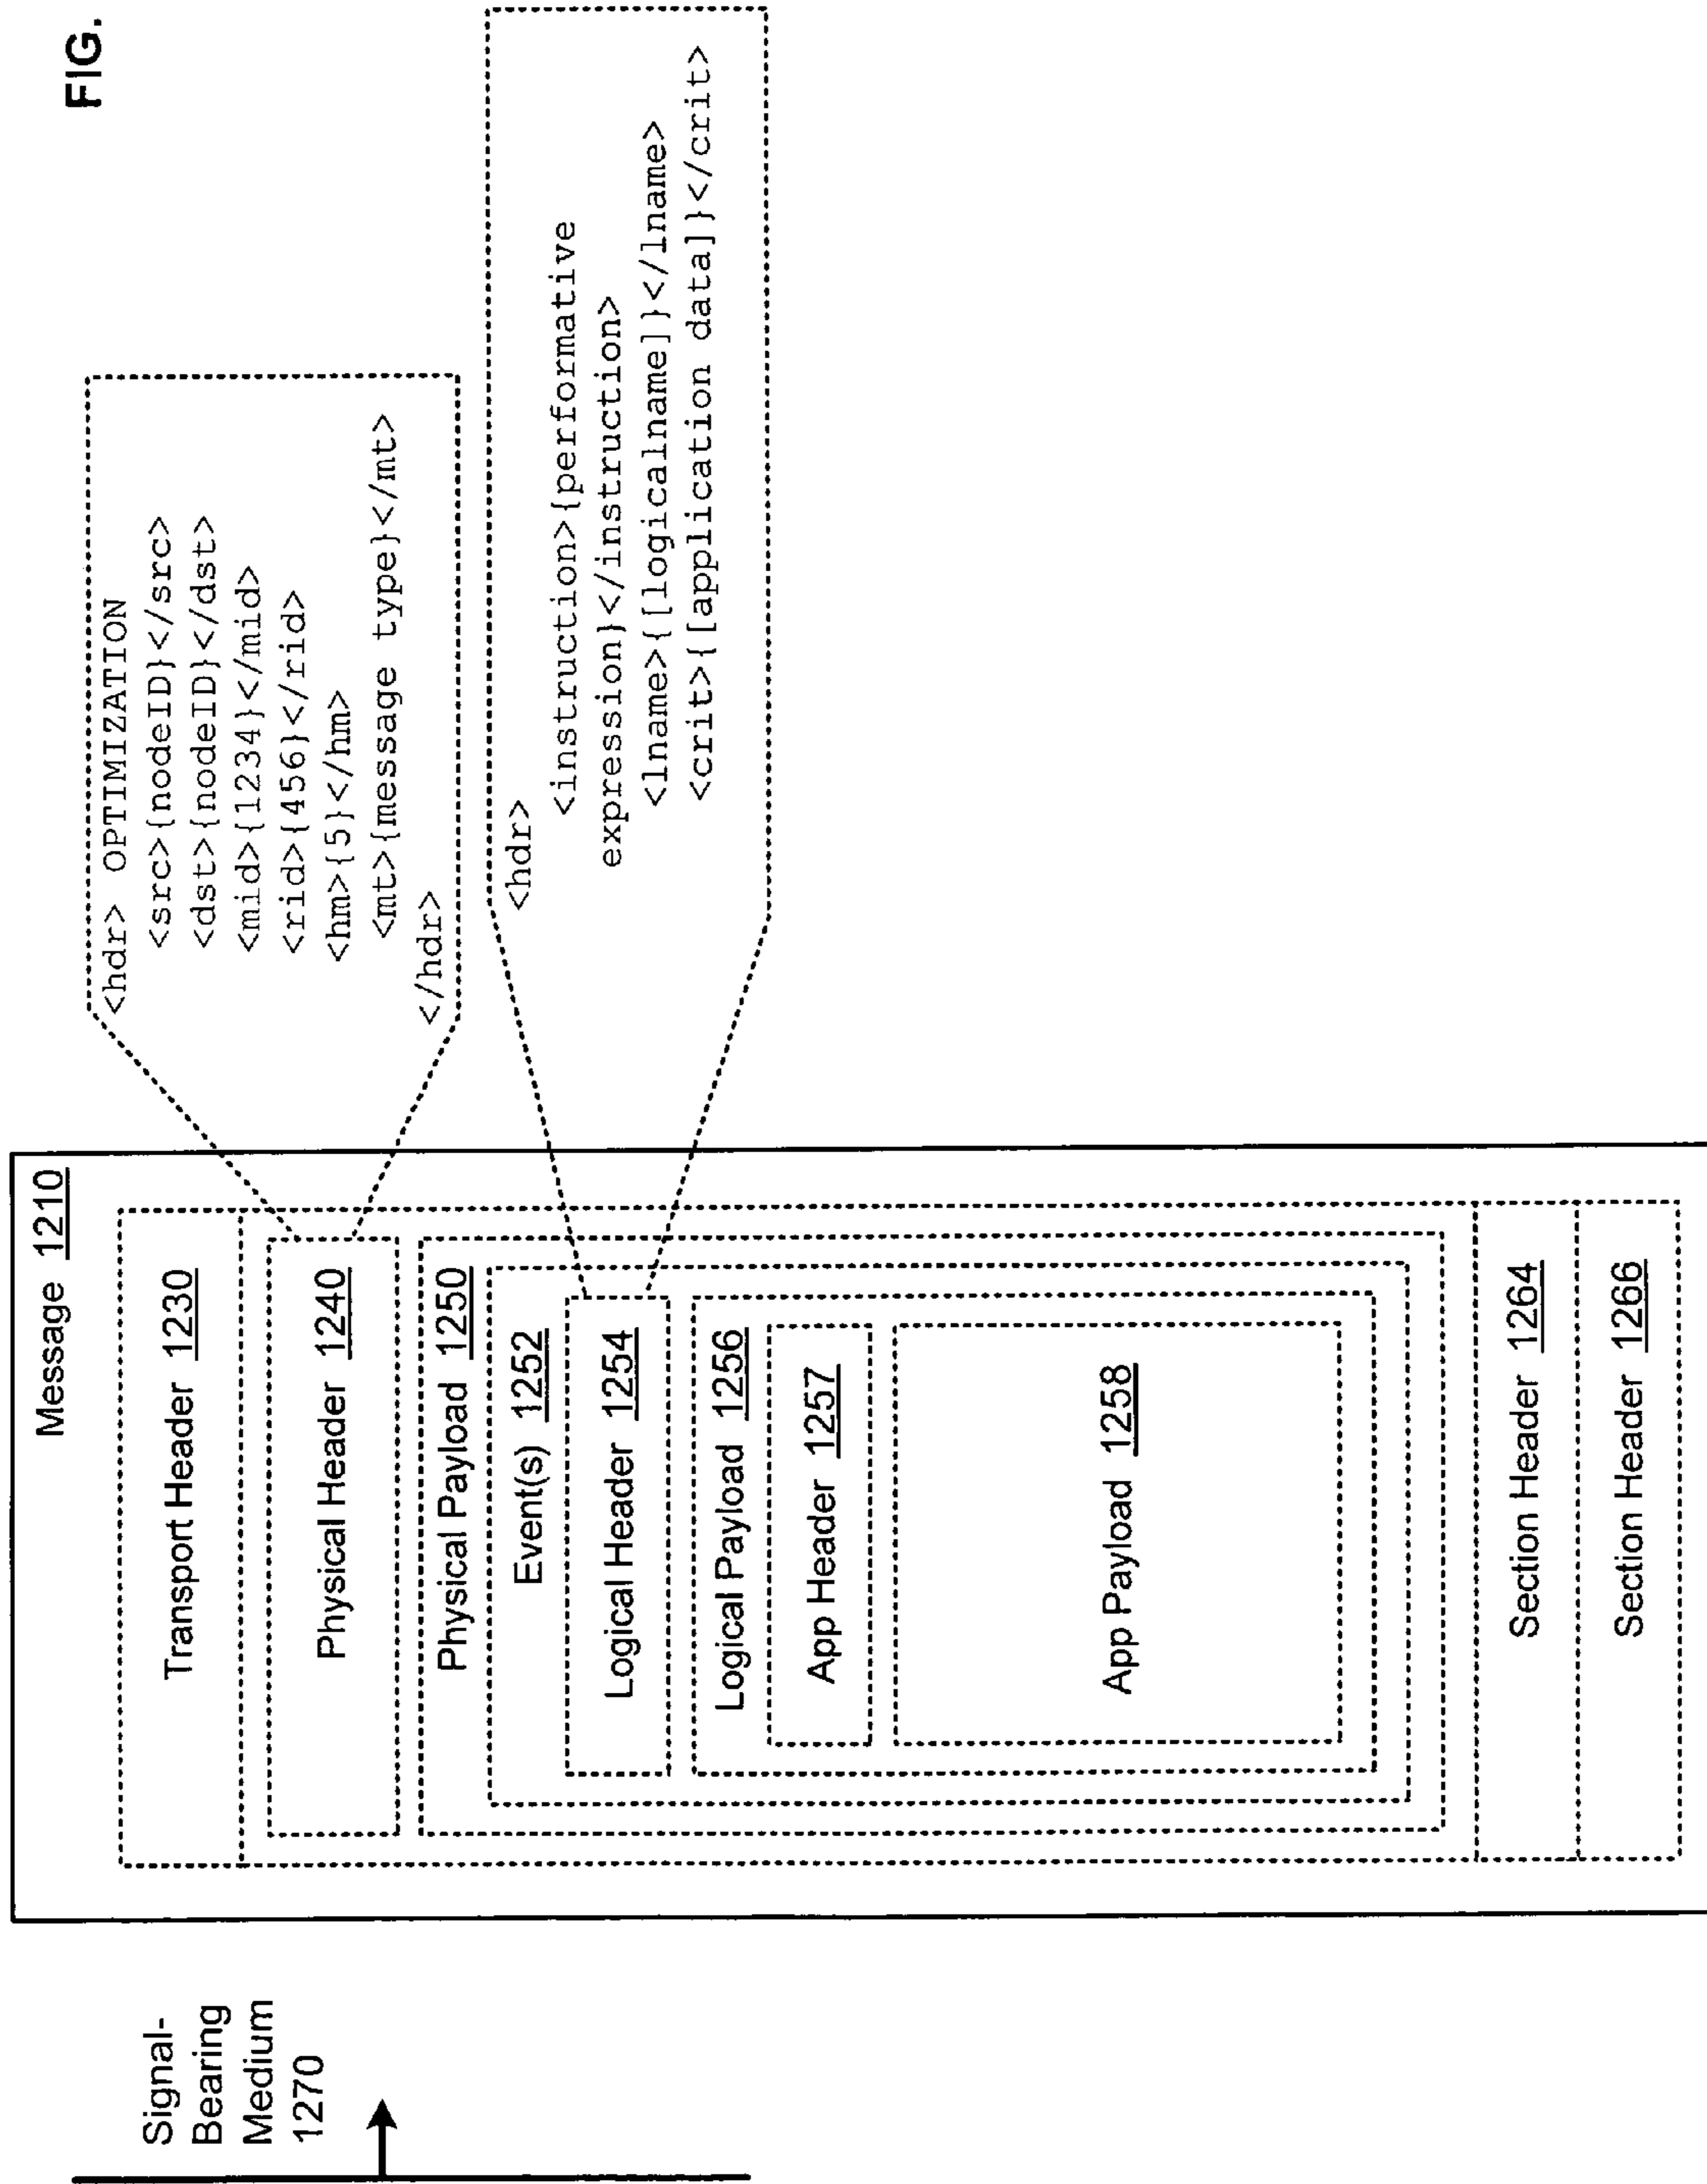 FIG.
Signal-
Bearing
Medium
1270
Message 1210
Transport Header 1230
Physical Header 1240
Physical Payload 1250
Event(s) 1252
Logical Header 1254
Logical Payload 1256
App Header 1257
App Payload 1258
Section Header 1264
Section Header 1266
<hdr> OPTIMIZATION
<src>{nodeID}</src>
<dst>{nodeID}</dst>
<mid>{1234}</mid>
<rid>{456}</rid>
<hm>{5}</hm>
<mt>{message type}</mt>
</hdr>
<hdr>
<instruction>{performative
expression}</instruction>
<lname>{[logicalname]}</lname>
<crit>{[application data]}</crit>